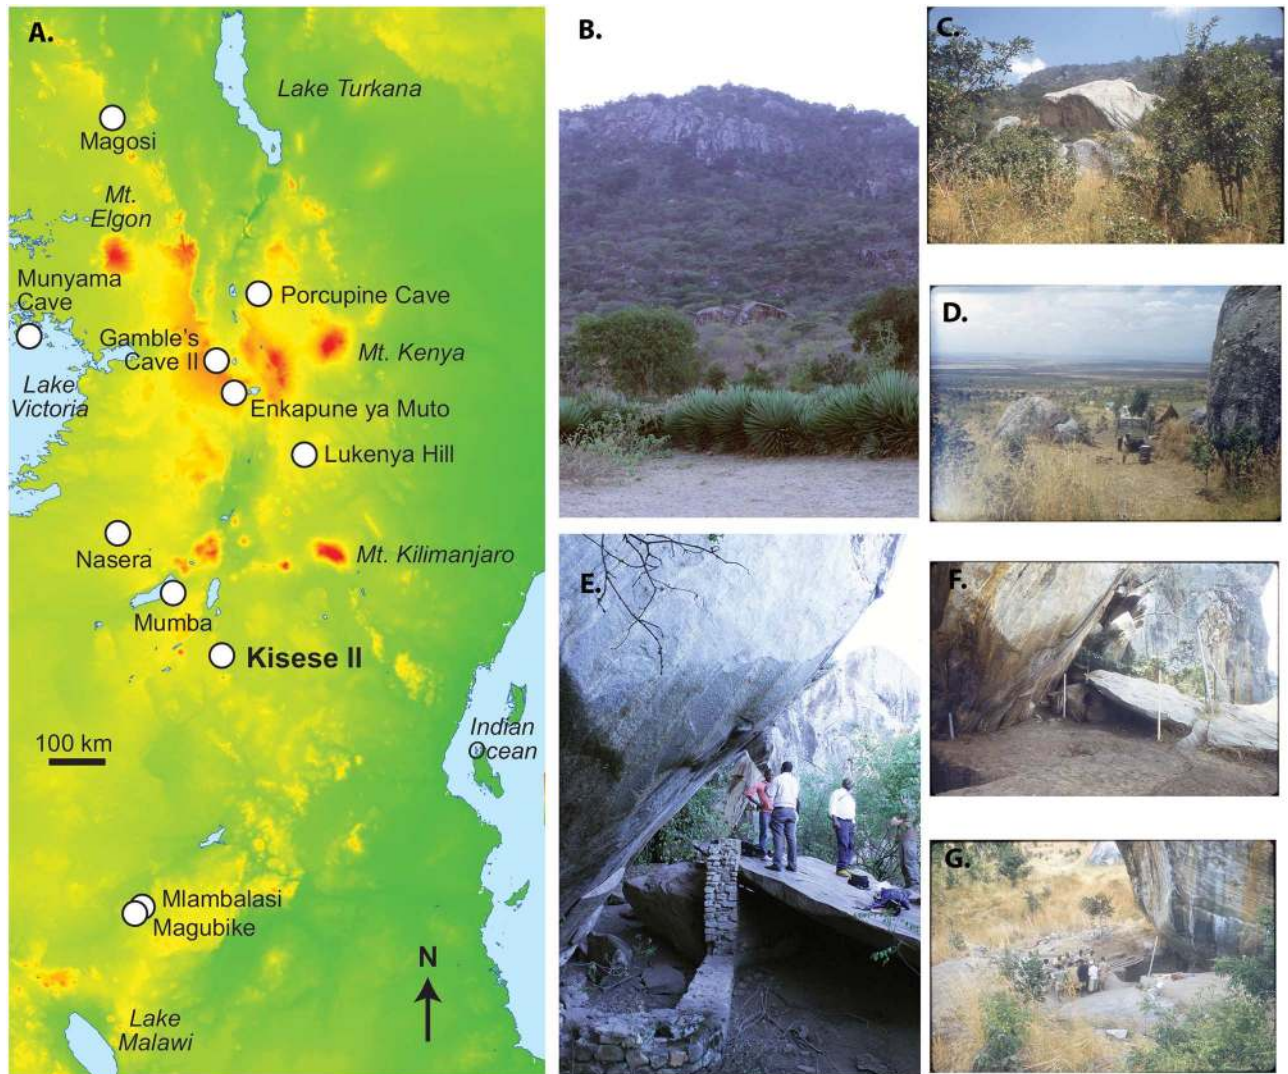 A.
Lake Turkana
Magosi
Mt.
Elgon
Munyama
Cave
Porcupine Cave
Gamble's
Cave II
Mt. Kenya
Lake
Victoria
Enkapune ya Muto
Lukenya Hill
Nasera
Mt. Kilimanjaro
Mumba
Kisese II
100 km
Indian
Ocean
Mlambalasi
Magubike
N
Lake
Malawi
B.
C.
D.
E.
F.
G.